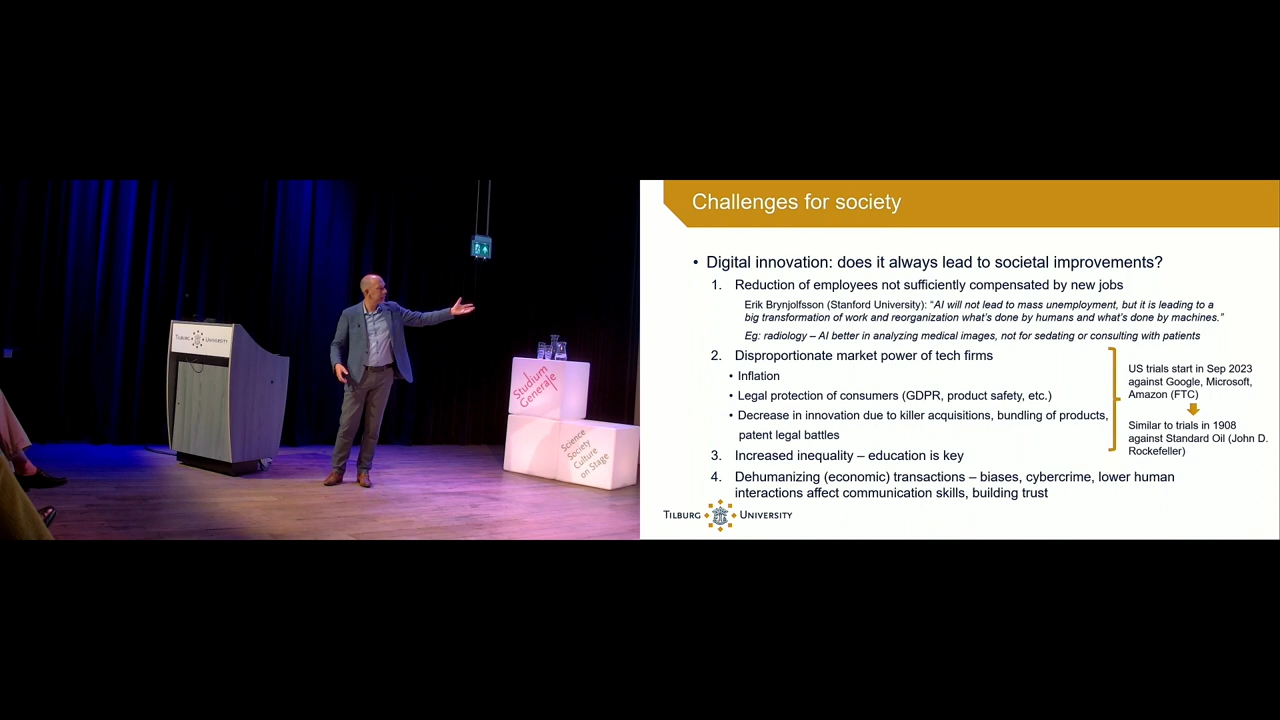 TILBURG UNIVERSITY
Studium
Generale
Science
Society
Culture
on Stage
Challenges for society
• Digital innovation: does it always lead to societal improvements?
1. Reduction of employees not sufficiently compensated by new jobs
Erik Brynjolfsson (Stanford University): “AI will not lead to mass unemployment, but it is leading to a
big transformation of work and reorganization what’s done by humans and what’s done by machines.”
Eg: radiology – AI better in analyzing medical images, not for sedating or consulting with patients
2. Disproportionate market power of tech firms
• Inflation
• Legal protection of consumers (GDPR, product safety, etc.)
• Decrease in innovation due to killer acquisitions, bundling of products,
patent legal battles
US trials start in Sep 2023
against Google, Microsoft,
Amazon (FTC)
Similar to trials in 1908
against Standard Oil (John D.
Rockefeller)
3. Increased inequality – education is key
4. Dehumanizing (economic) transactions – biases, cybercrime, lower human
interactions affect communication skills, building trust
TILBURG UNIVERSITY